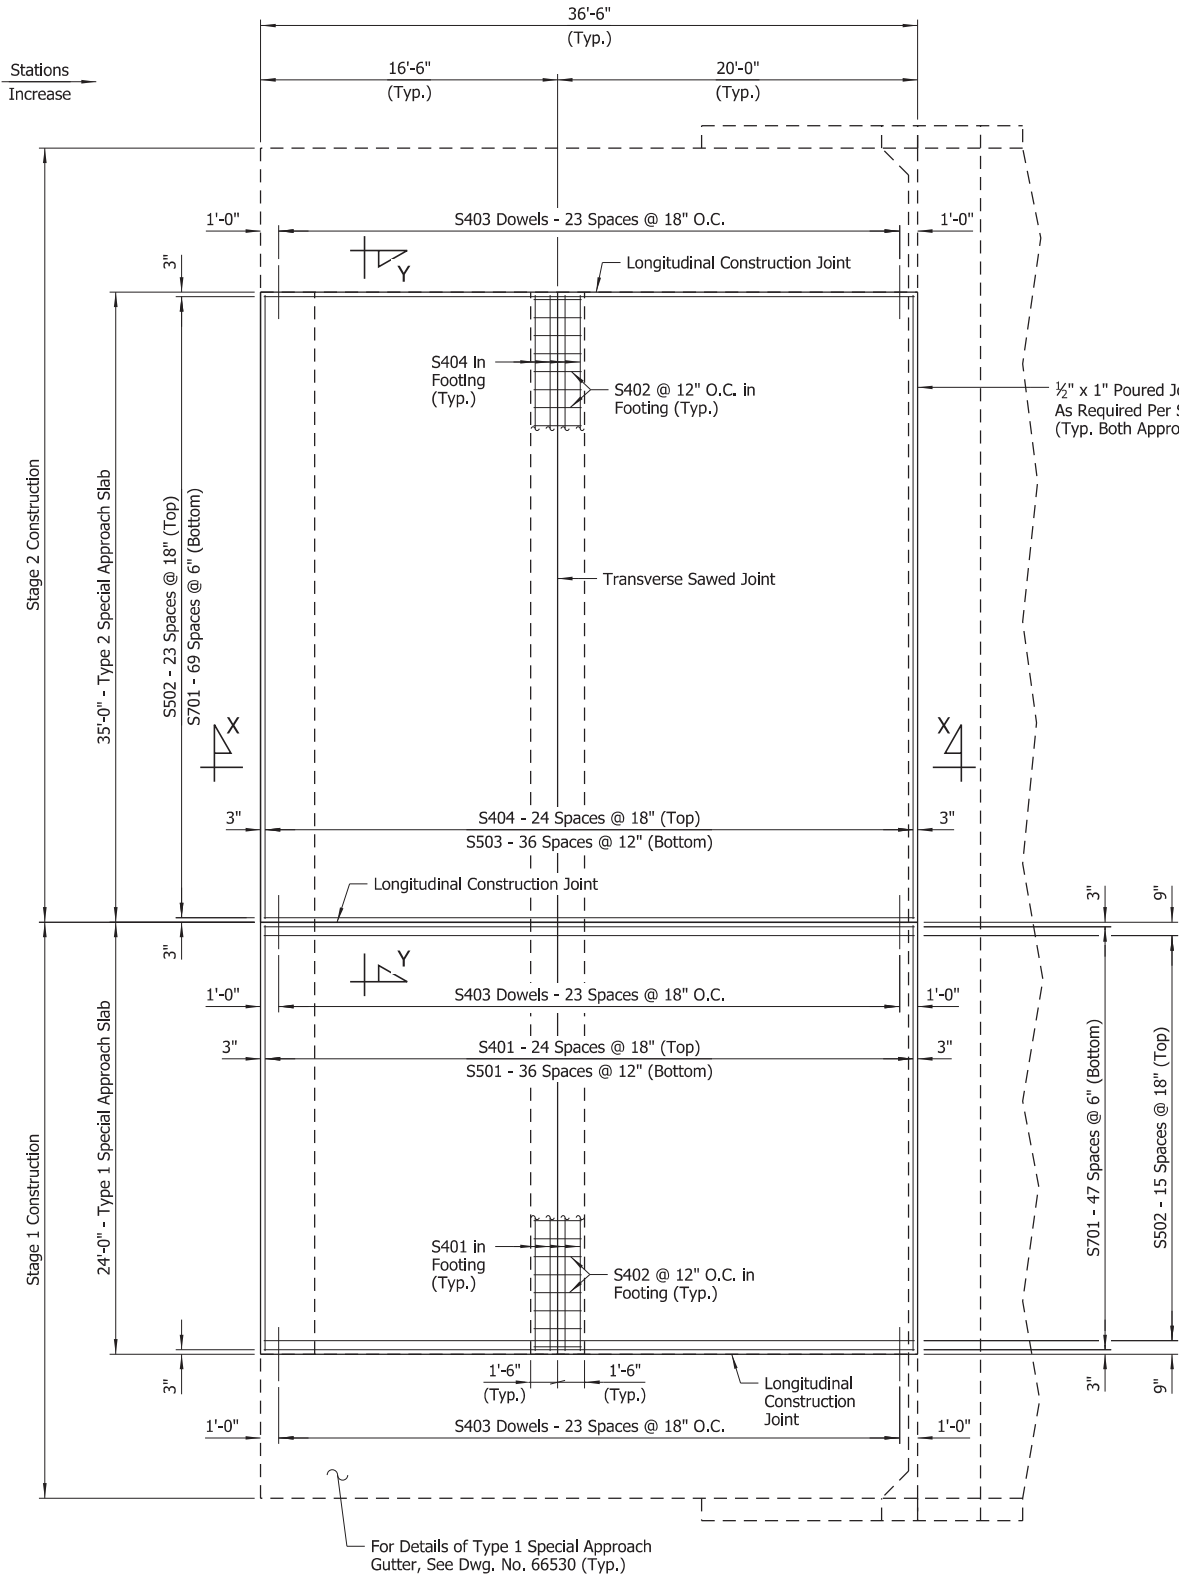 36'-6"
(Typ.)
Stations
Increase
16'-6"
(Typ.)
20'-0"
(Typ.)
1'-0"
S403 Dowels - 23 Spaces @ 18" O.C.
1'-0"
3"
Y
Longitudinal Construction Joint
S404 in
Footing
(Typ.)
S402 @ 12" O.C. in
Footing (Typ.)
½" x 1" Poured Jo
As Required Per S
(Typ. Both Appro
Stage 2 Construction
35'-0" - Type 2 Special Approach Slab
S502 - 23 Spaces @ 18" (Top)
S701 - 69 Spaces @ 6" (Bottom)
Transverse Sawed Joint
X
X
3"
S404 - 24 Spaces @ 18" (Top)
S503 - 36 Spaces @ 12" (Bottom)
3"
Longitudinal Construction Joint
3"
9"
3"
Y
1'-0"
S403 Dowels - 23 Spaces @ 18" O.C.
1'-0"
3"
S401 - 24 Spaces @ 18" (Top)
S501 - 36 Spaces @ 12" (Bottom)
3"
Stage 1 Construction
24'-0" - Type 1 Special Approach Slab
S701 - 47 Spaces @ 6" (Bottom)
S502 - 15 Spaces @ 18" (Top)
S401 in
Footing
(Typ.)
S402 @ 12" O.C. in
Footing (Typ.)
3"
1'-6"
(Typ.)
1'-6"
(Typ.)
Longitudinal
Construction
Joint
3"
9"
1'-0"
S403 Dowels - 23 Spaces @ 18" O.C.
1'-0"
For Details of Type 1 Special Approach
Gutter, See Dwg. No. 66530 (Typ.)